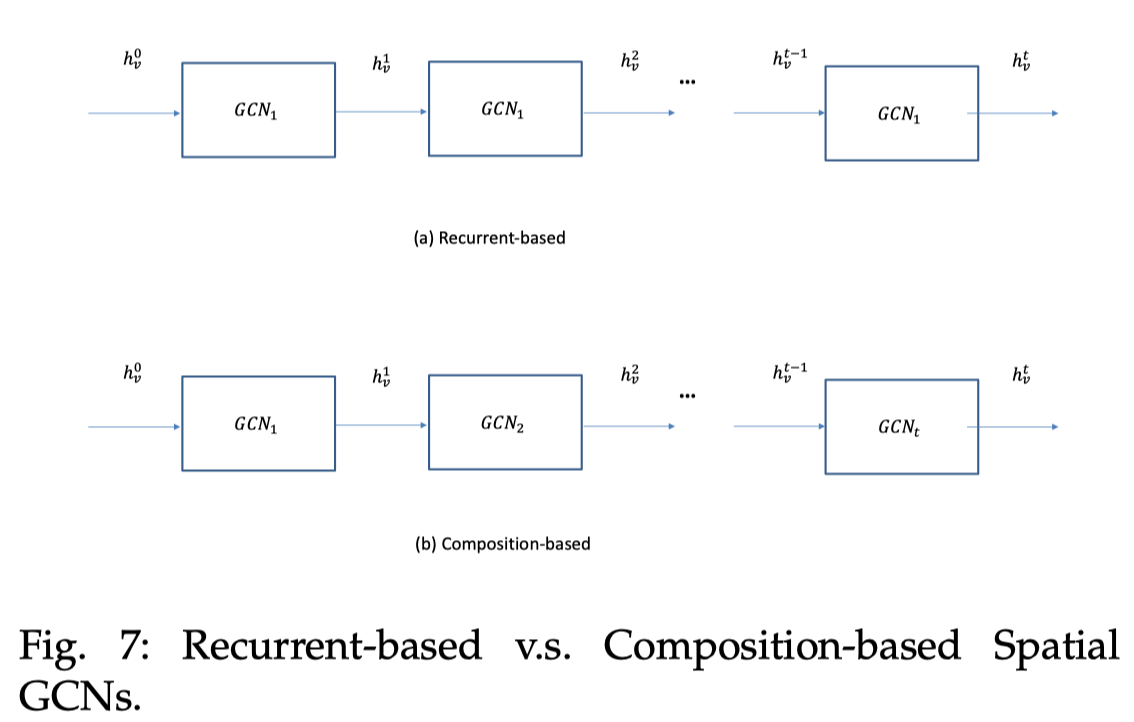 h_v^0 h_v^1 h_v^2 ... h_v^{t-1} h_v^t
GCN_1 GCN_1 GCN_1
(a) Recurrent-based
h_v^0 h_v^1 h_v^2 ... h_v^{t-1} h_v^t
GCN_1 GCN_2 GCN_t
(b) Composition-based
Fig. 7: Recurrent-based v.s. Composition-based Spatial
GCNs.